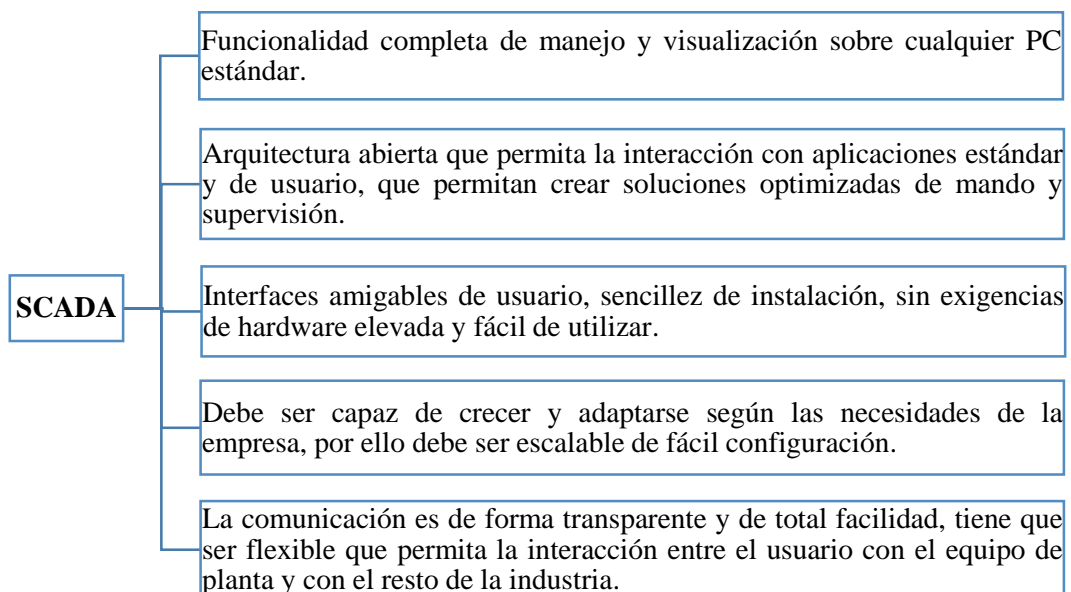 Funcionalidad completa de manejo y visualización sobre cualquier PC
estándar.
Arquitectura abierta que permita la interacción con aplicaciones estándar
y de usuario, que permitan crear soluciones optimizadas de mando y
supervisión.
SCADA
Interfaces amigables de usuario, sencillez de instalación, sin exigencias
de hardware elevada y fácil de utilizar.
Debe ser capaz de crecer y adaptarse según las necesidades de la
empresa, por ello debe ser escalable de fácil configuración.
La comunicación es de forma transparente y de total facilidad, tiene que
ser flexible que permita la interacción entre el usuario con el equipo de
planta y con el resto de la industria.